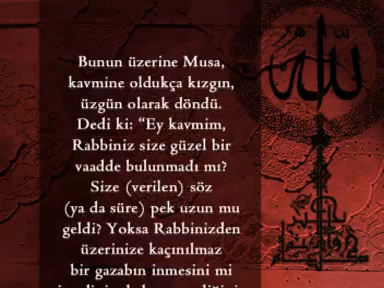 Bunun üzerine Musa,
kavmine oldukça kızgın,
üzgün olarak döndü.
Dedi ki: “Ey kavmim,
Rabbiniz size güzel bir
vaadde bulunmadı mı?
Size (verilen) söz
(ya da süre) pek uzun mu
geldi? Yoksa Rabbinizden
üzerinize kaçınılmaz
bir gazabın inmesini mi
الله